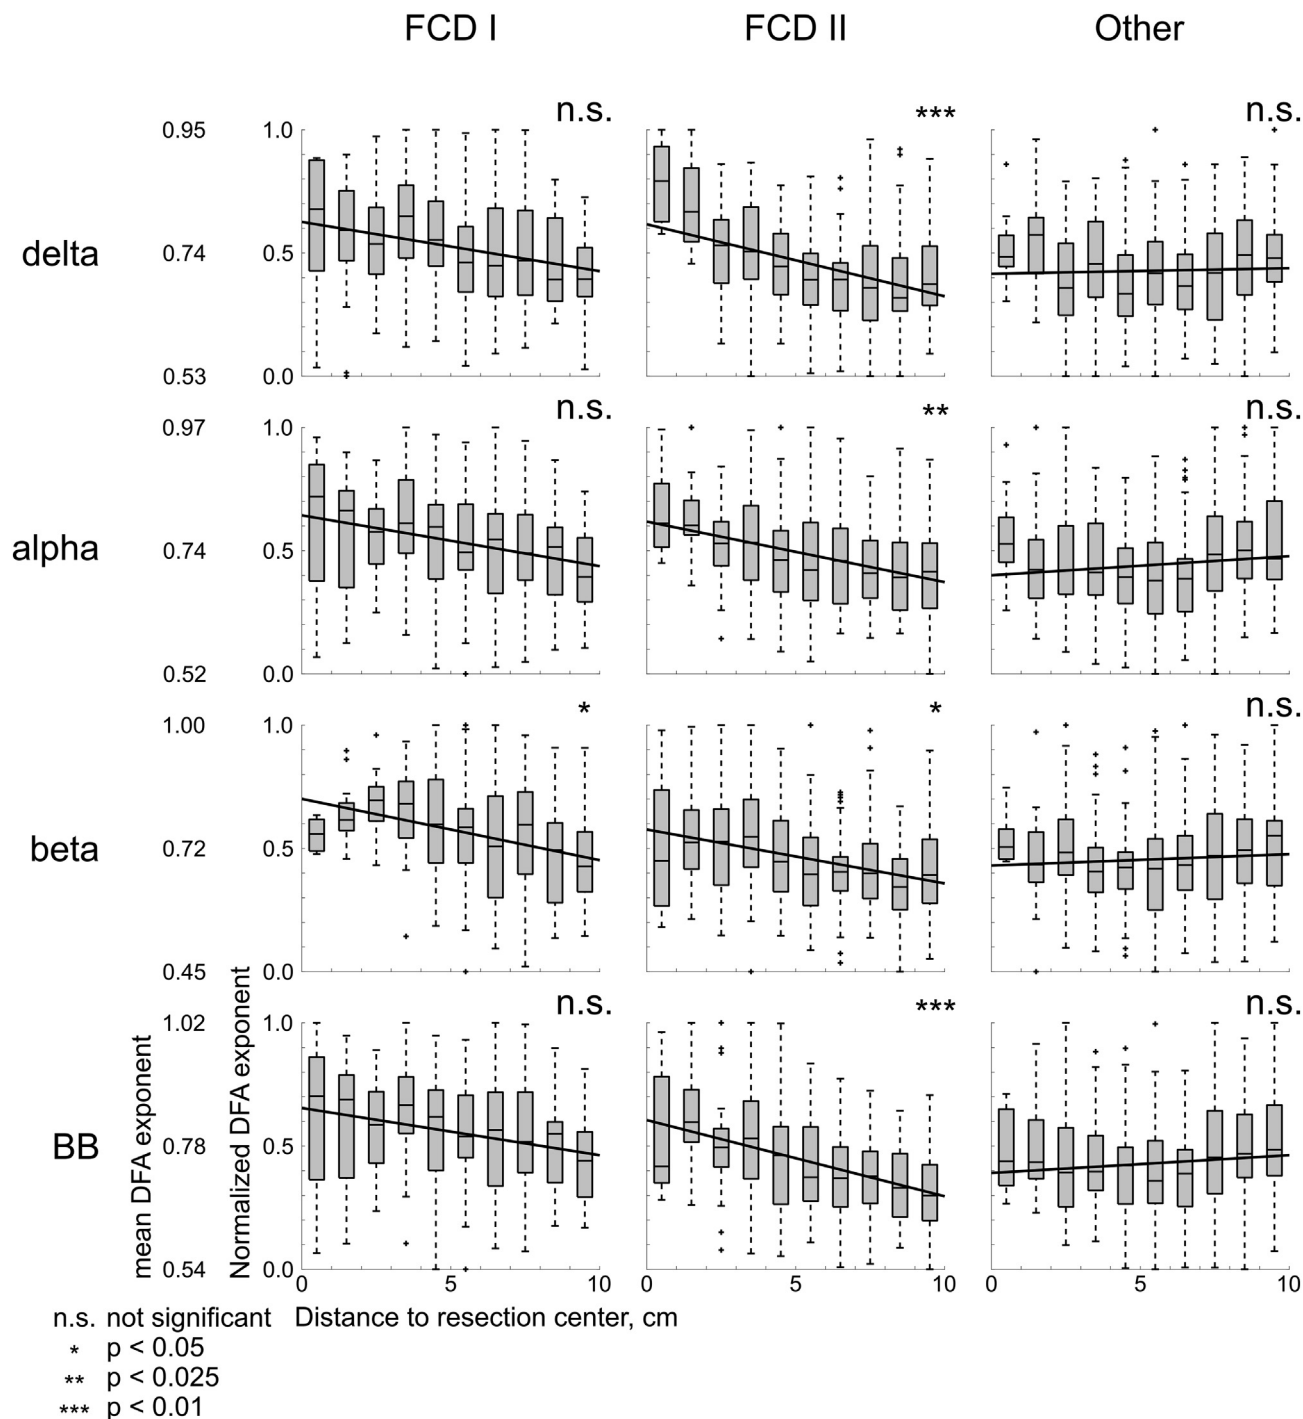 FCD I FCD II Other
delta 0.95 0.74 0.53 1.0 0.5 0.0 n.s. *** n.s.
alpha 0.97 0.74 0.52 1.0 0.5 0.0 n.s. ** n.s.
beta 1.00 0.72 0.45 1.0 0.5 0.0 * * n.s.
BB 1.02 0.78 0.54 1.0 0.5 0.0 n.s. *** n.s.
mean DFA exponent
Normalized DFA exponent
0 5 10 0 5 10 0 5 10
Distance to resection center, cm
n.s. not significant
* p < 0.05
** p < 0.025
*** p < 0.01